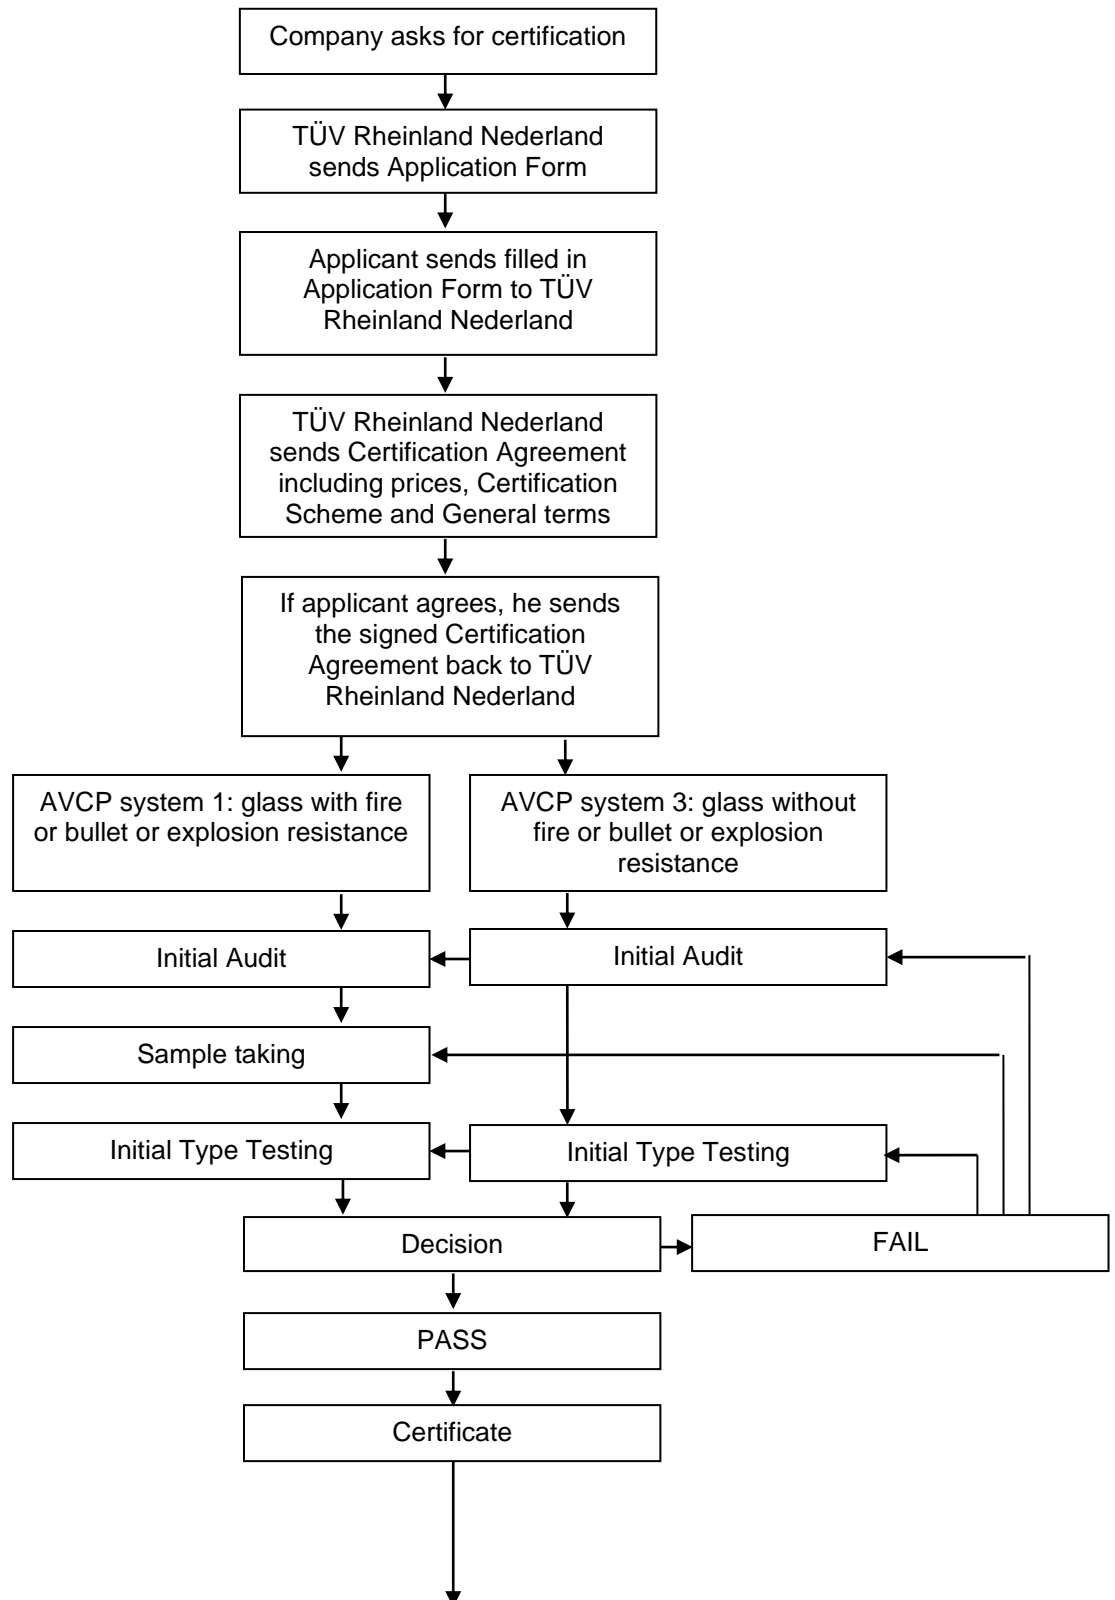 Company asks for certification
TÜV Rheinland Nederland
sends Application Form
Applicant sends filled in
Application Form to TÜV
Rheinland Nederland
TÜV Rheinland Nederland
sends Certification Agreement
including prices, Certification
Scheme and General terms
If applicant agrees, he sends
the signed Certification
Agreement back to TÜV
Rheinland Nederland
AVCP system 1: glass with fire
or bullet or explosion resistance
AVCP system 3: glass without
fire or bullet or explosion
resistance
Initial Audit
Initial Audit
Sample taking
Initial Type Testing
Initial Type Testing
Decision
FAIL
PASS
Certificate